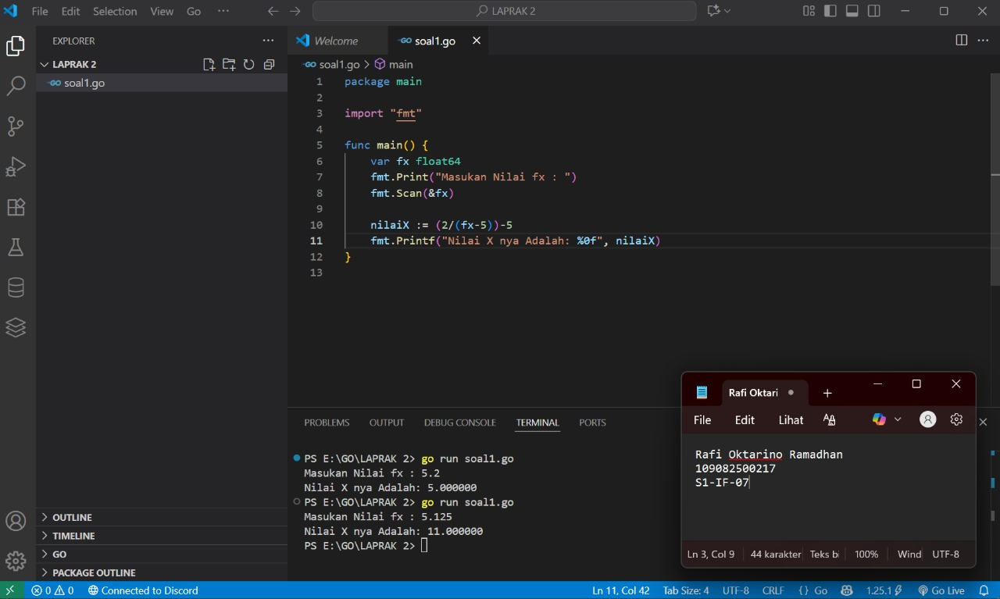 File Edit Selection View Go ··· LAPRAK 2
EXPLORER ···
LAPRAK 2
soal1.go
OUTLINE
TIMELINE
GO
PACKAGE OUTLINE
Welcome soal1.go
soal1.go > main
1 package main
2
3 import "fmt"
4
5 func main() {
6 var fx float64
7 fmt.Print("Masukan Nilai fx : ")
8 fmt.Scan(&fx)
9
10 nilaiX := (2/(fx-5))-5
11 fmt.Printf("Nilai X nya Adalah: %0f", nilaiX)
12 }
13
PROBLEMS OUTPUT DEBUG CONSOLE TERMINAL PORTS
PS E:\GO\LAPRAK 2> go run soal1.go
Masukan Nilai fx : 5.2
Nilai X nya Adalah: 5.000000
PS E:\GO\LAPRAK 2> go run soal1.go
Masukan Nilai fx : 5.125
Nilai X nya Adalah: 11.000000
PS E:\GO\LAPRAK 2>
Rafi Oktari
File Edit Lihat
Rafi Oktarino Ramadhan
109082500217
S1-IF-07
Ln 3, Col 9 44 karakter Teks bi 100% Wind UTF-8
0 0 Connected to Discord Ln 11, Col 42 Tab Size: 4 UTF-8 CRLF {} Go 1.25.1 Go Live